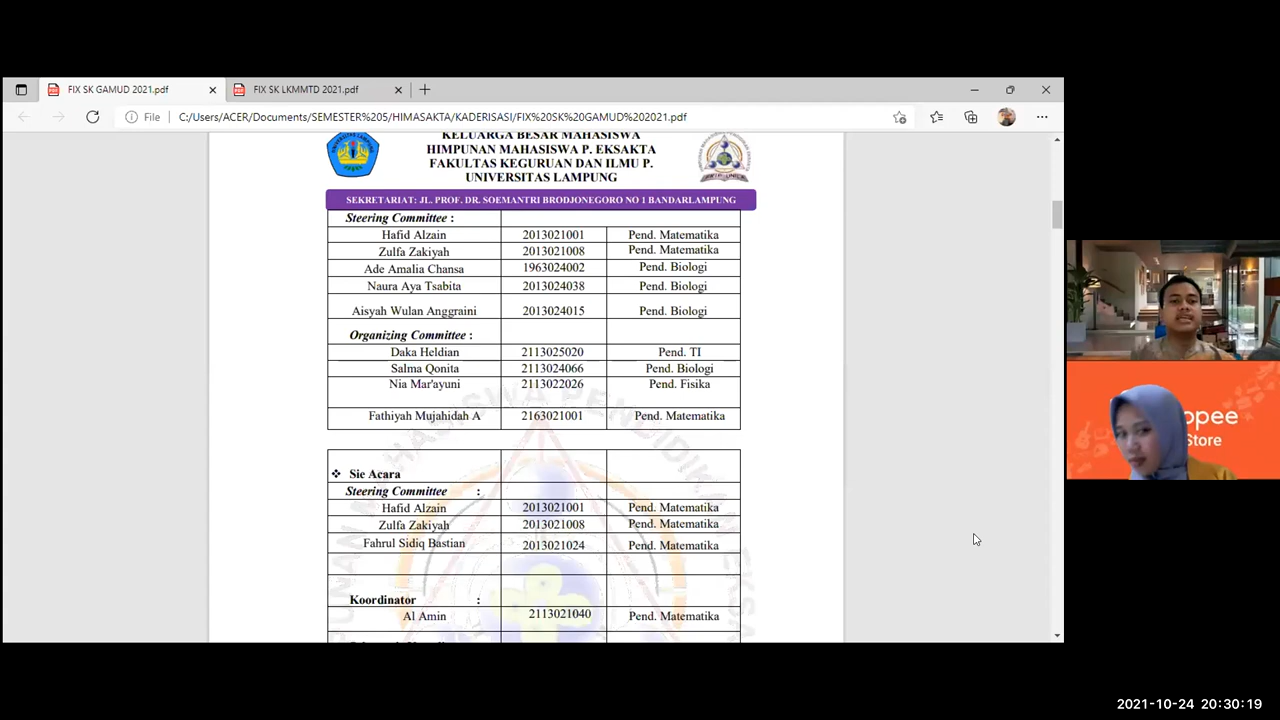 FIX SK GAMUD 2021.pdf
FIX SK LKMMTD 2021.pdf
File C:/Users/ACER/Documents/SEMESTER%205/HIMASAKTA/KADERISASI/FIX%20SK%20GAMUD%202021.pdf
KELUARGA BESAR MAHASISWA
HIMPUNAN MAHASISWA P. EKSAKTA
FAKULTAS KEGURUAN DAN ILMU P.
UNIVERSITAS LAMPUNG
SEKRETARIAT: JL. PROF. DR. SOEMANTRI BRODJONEGORO NO 1 BANDARLAMPUNG
Steering Committee :
Hafid Alzain 2013021001 Pend. Matematika
Zulfa Zakiyah 2013021008 Pend. Matematika
Ade Amalia Chansa 1963024002 Pend. Biologi
Naura Aya Tsabita 2013024038 Pend. Biologi
Aisyah Wulan Anggraini 2013024015 Pend. Biologi
Organizing Committee :
Daka Heldian 2113025020 Pend. TI
Salma Qonita 2113024066 Pend. Biologi
Nia Mar'ayuni 2113022026 Pend. Fisika
Fathiyah Mujahidah A 2163021001 Pend. Matematika
❖ Sie Acara
Steering Committee :
Hafid Alzain 2013021001 Pend. Matematika
Zulfa Zakiyah 2013021008 Pend. Matematika
Fahrul Sidiq Bastian 2013021024 Pend. Matematika
Koordinator :
Al Amin 2113021040 Pend. Matematika
opee
Store
2021-10-24 20:30:19